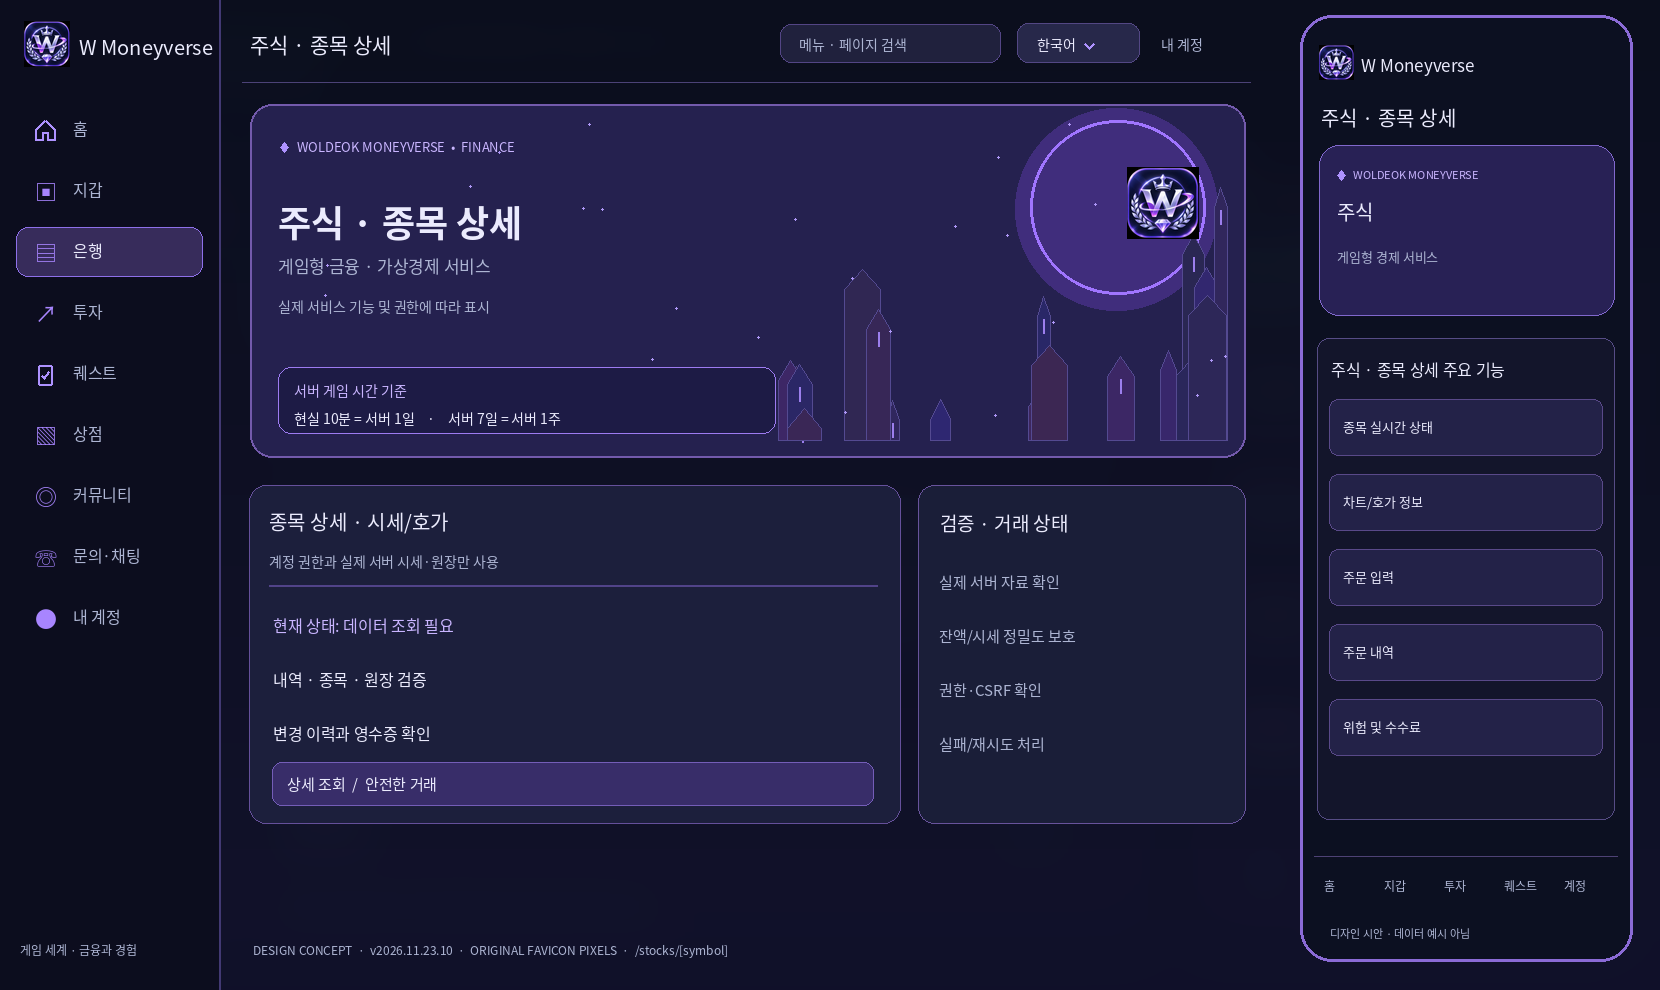 W Moneyverse
홈
지갑
은행
투자
퀘스트
상점
커뮤니티
문의·채팅
내 계정
게임 세계 · 금융과 경험
주식 · 종목 상세
메뉴 · 페이지 검색
한국어
내 계정
WOLDEOK MONEYVERSE • FINANCE
주식 · 종목 상세
게임형·금융 · 가상경제 서비스
실제 서비스 기능 및 권한에 따라 표시
서버 게임 시간 기준
현실 10분 = 서버 1일 · 서버 7일 = 서버 1주
W
종목 상세 · 시세/호가
계정 권한과 실제 서버 시세·원장만 사용
현재 상태: 데이터 조회 필요
내역 · 종목 · 원장 검증
변경 이력과 영수증 확인
상세 조회 / 안전한 거래
검증 · 거래 상태
실제 서버 자료 확인
잔액/시세 정밀도 보호
권한·CSRF 확인
실패/재시도 처리
DESIGN CONCEPT · v2026.11.23.10 · ORIGINAL FAVICON PIXELS · /stocks/[symbol]
W Moneyverse
주식 · 종목 상세
WOLDEOK MONEYVERSE
주식
게임형 경제 서비스
주식 · 종목 상세 주요 기능
종목 실시간 상태
차트/호가 정보
주문 입력
주문 내역
위험 및 수수료
홈 지갑 투자 퀘스트 계정
디자인 시안 · 데이터 예시 아님